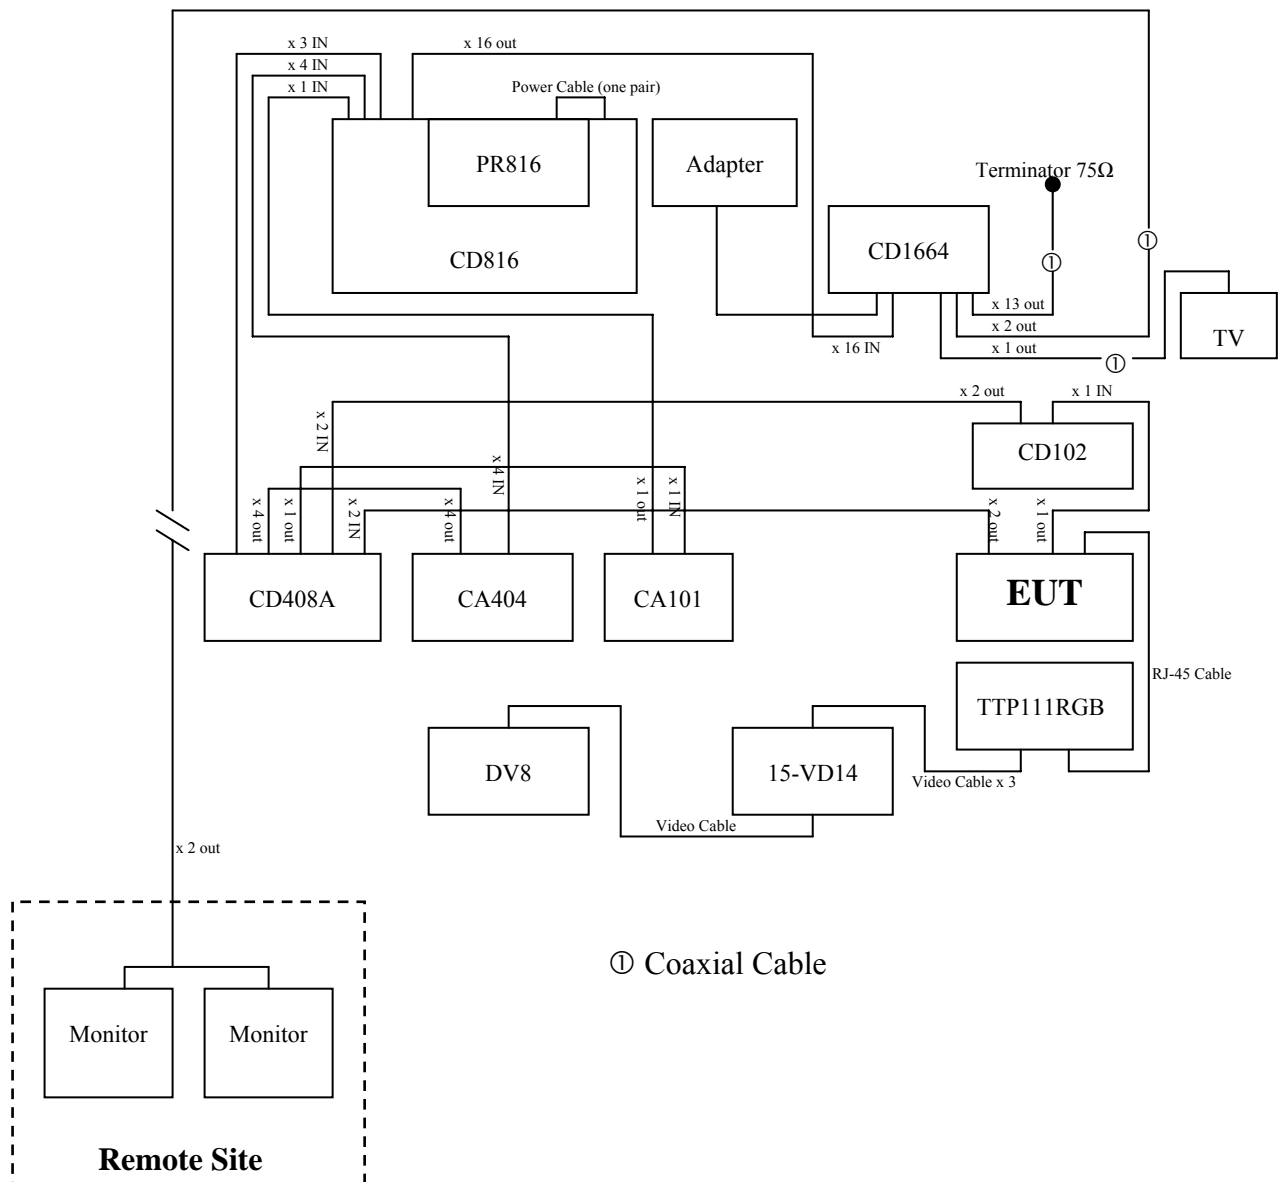 x 3 IN
x 16 out
x 4 IN
x 1 IN
Power Cable (one pair)
PR816
Adapter
Terminator 75Ω
CD816
CD1664
①
①
x 13 out
x 2 out
x 16 IN
x 1 out
①
TV
x 2 out
x 1 IN
x 2 IN
CD102
x 4 IN
x 4 out
x 1 out
x 2 IN
x 4 out
x 1 out
x 1 IN
x 2 out
x 1 out
CD408A
CA404
CA101
EUT
RJ-45 Cable
TTP111RGB
DV8
15-VD14
Video Cable x 3
Video Cable
x 2 out
① Coaxial Cable
Monitor
Monitor
Remote Site